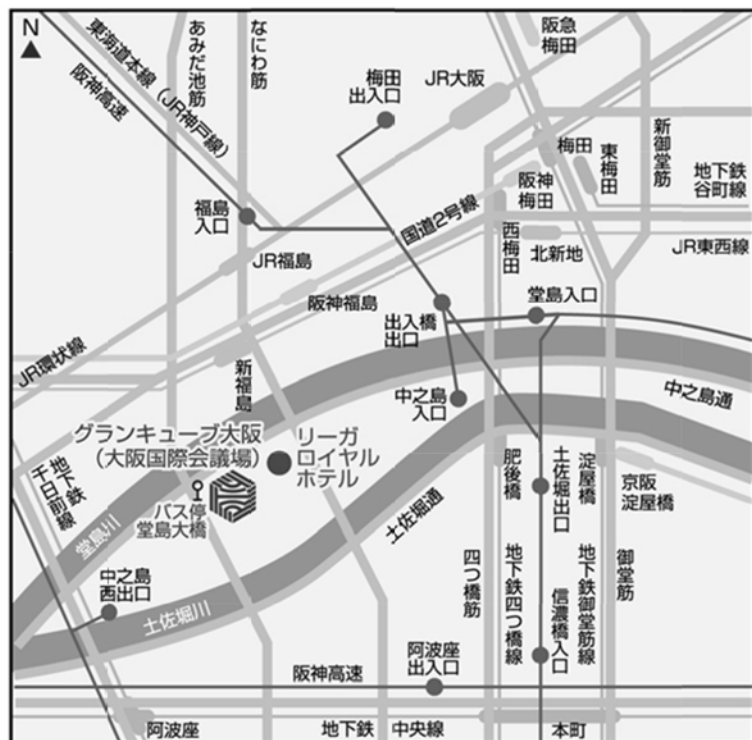 N
東海道本線（JR神戸線）
阪神高速
あみだ池筋
なにわ筋
梅田
出入口
JR大阪
阪急
梅田
梅田
東梅田
新御堂筋
地下鉄
谷町線
阪神
梅田
国道2号線
西梅田
北新地
JR東西線
福島
入口
JR福島
阪神福島
出入橋
出口
堂島入口
JR環状線
新福島
中之島
入口
中之島通
グランキューブ大阪
（大阪国際会議場）
リーガ
ロイヤル
ホテル
バス停
堂島大橋
地下鉄
千日前線
堂島川
土佐堀通
肥後橋
土佐堀出口
淀屋橋
京阪
淀屋橋
中之島
西出口
土佐堀川
四つ橋筋
地下鉄四つ橋線
信濃橋入口
地下鉄御堂筋線
御堂筋
阿波座
出入口
阪神高速
阿波座
地下鉄 中央線
本町